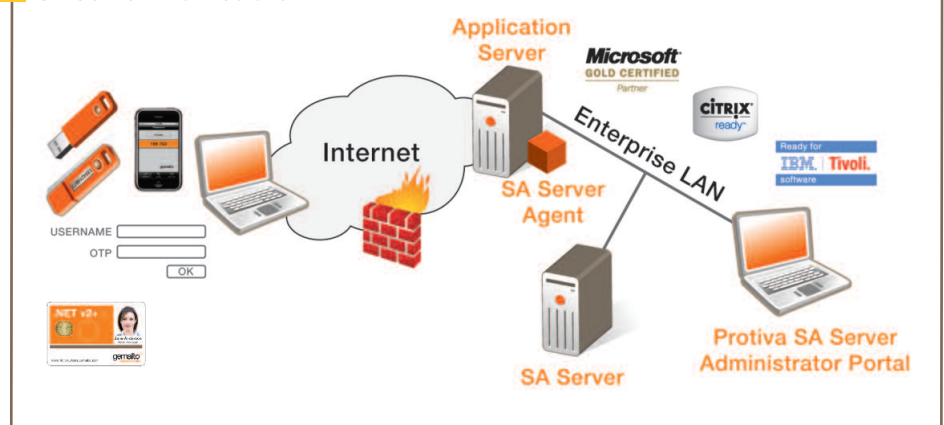 Application
Server
Microsoft
GOLD CERTIFIED
Partner
CITRIX
ready
Ready for
IBM. Tivoli.
software
Internet
Enterprise LAN
SA Server
Agent
USERNAME
OTP
OK
.NET v2+
gemalto
SA Server
Protiva SA Server
Administrator Portal